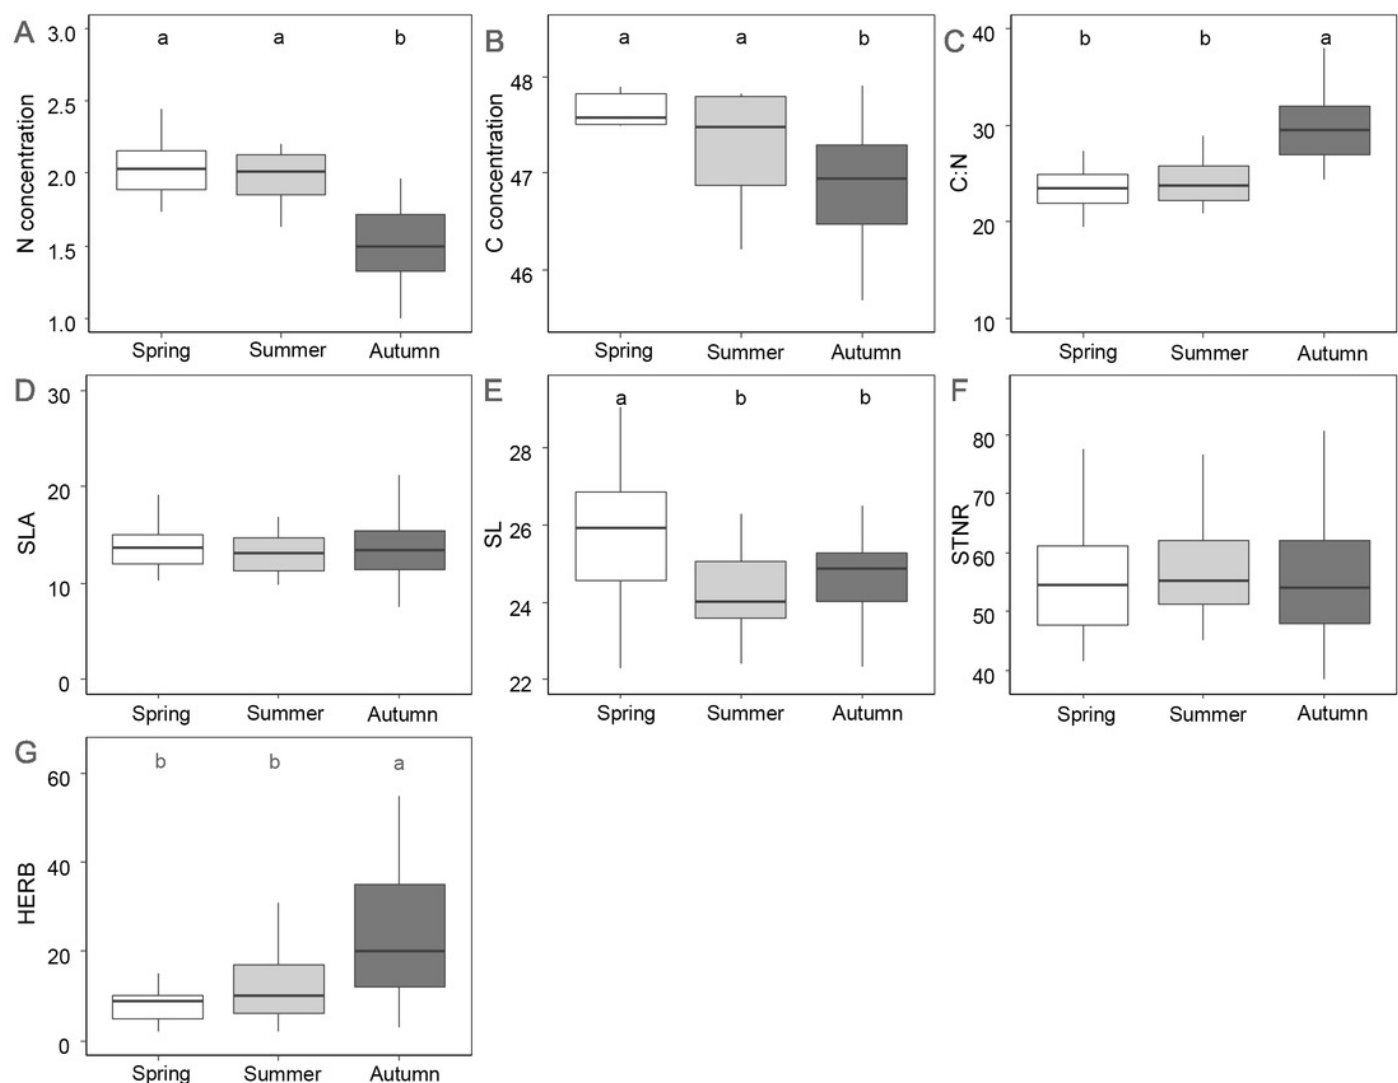 A
N concentration
3.0
2.5
2.0
1.5
1.0
a a b
Spring Summer Autumn
B
C concentration
48
47
46
a a b
Spring Summer Autumn
C
C:N
40
30
20
10
b b a
Spring Summer Autumn
D
SLA
30
20
10
0
Spring Summer Autumn
E
SL
28
26
24
22
a b b
Spring Summer Autumn
F
STNR
80
70
60
50
40
Spring Summer Autumn
G
HERB
60
40
20
0
b b a
Spring Summer Autumn